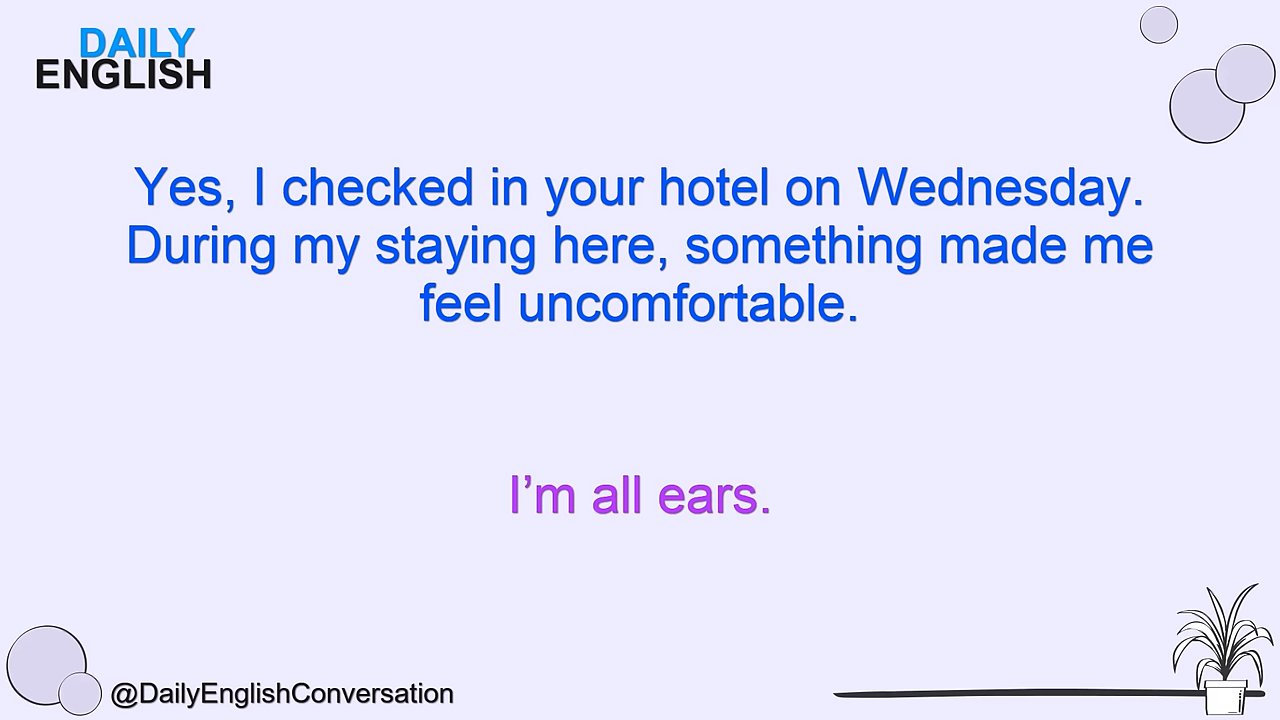 DAILY
ENGLISH
Yes, I checked in your hotel on Wednesday.
During my staying here, something made me
feel uncomfortable.
I’m all ears.
@DailyEnglishConversation